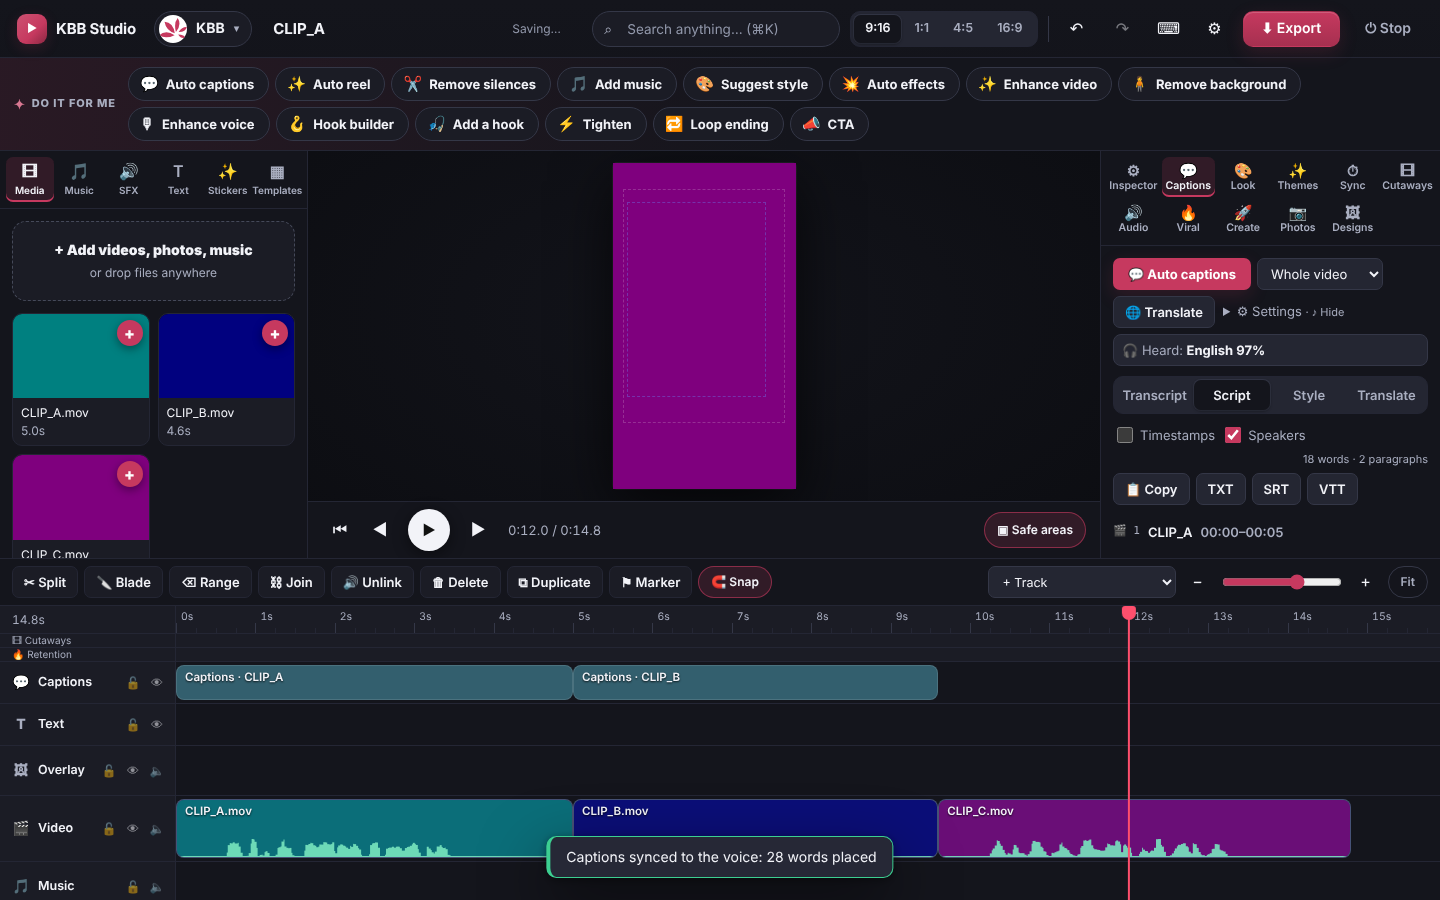 KBB Studio
KBB
CLIP_A
Saving...
Search anything... (⌘K)
9:16
1:1
4:5
16:9
Export
Stop
DO IT FOR ME
Auto captions
Auto reel
Remove silences
Add music
Suggest style
Auto effects
Enhance video
Remove background
Enhance voice
Hook builder
Add a hook
Tighten
Loop ending
CTA
Media
Music
SFX
Text
Stickers
Templates
+ Add videos, photos, music
or drop files anywhere
CLIP_A.mov
5.0s
CLIP_B.mov
4.6s
CLIP_C.mov
0:12.0 / 0:14.8
Safe areas
Inspector
Captions
Look
Themes
Sync
Cutaways
Audio
Viral
Create
Photos
Designs
Auto captions
Whole video
Translate
Settings · ♪ Hide
Heard: English 97%
Transcript
Script
Style
Translate
Timestamps
Speakers
18 words · 2 paragraphs
Copy
TXT
SRT
VTT
1 CLIP_A 00:00–00:05
Split
Blade
Range
Join
Unlink
Delete
Duplicate
Marker
Snap
+ Track
Fit
14.8s
0s
1s
2s
3s
4s
5s
6s
7s
8s
9s
10s
11s
12s
13s
14s
15s
Cutaways
Retention
Captions
Captions · CLIP_A
Captions · CLIP_B
Text
Overlay
Video
CLIP_A.mov
CLIP_B.mov
CLIP_C.mov
Captions synced to the voice: 28 words placed
Music